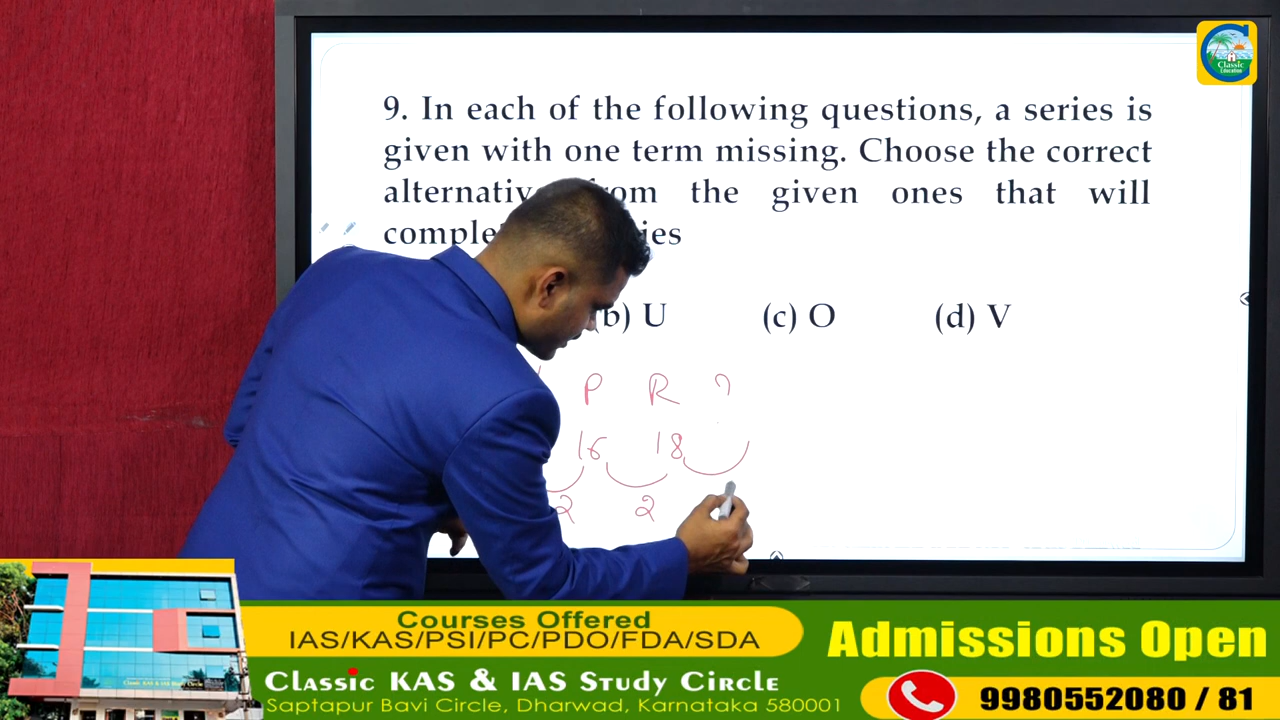 Classic
Education
9. In each of the following questions, a series is
given with one term missing. Choose the correct
from the given ones that will
(b) U (c) O (d) V
P R ?
16 18
2 2
Courses Offered
IAS/KAS/PSI/PC/PDO/FDA/SDA
Classic KAS & IAS Study Circle
Saptapur Bavi Circle, Dharwad, Karnataka 580001
Admissions Open
9980552080 / 81